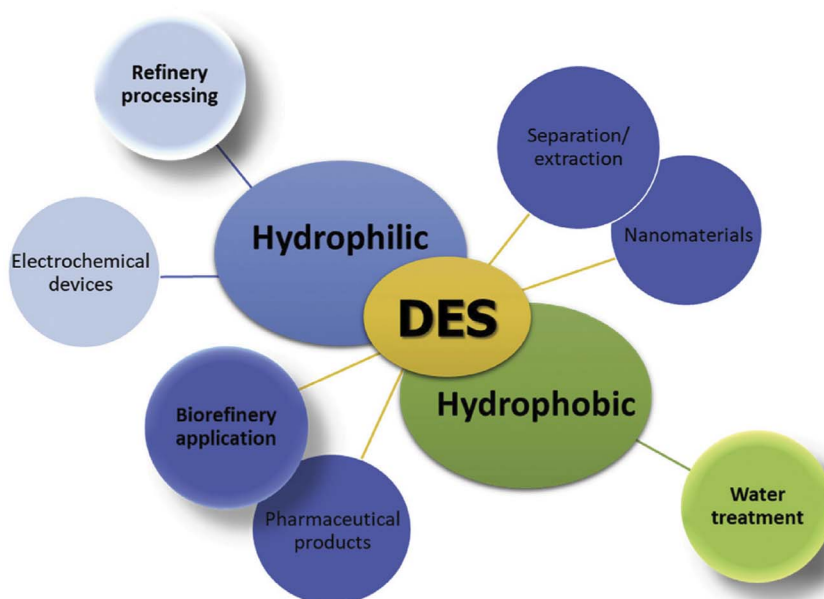 Refinery
processing
Separation/
extraction
Hydrophilic
Nanomaterials
Electrochemical
devices
DES
Hydrophobic
Biorefinery
application
Water
treatment
Pharmaceutical
products